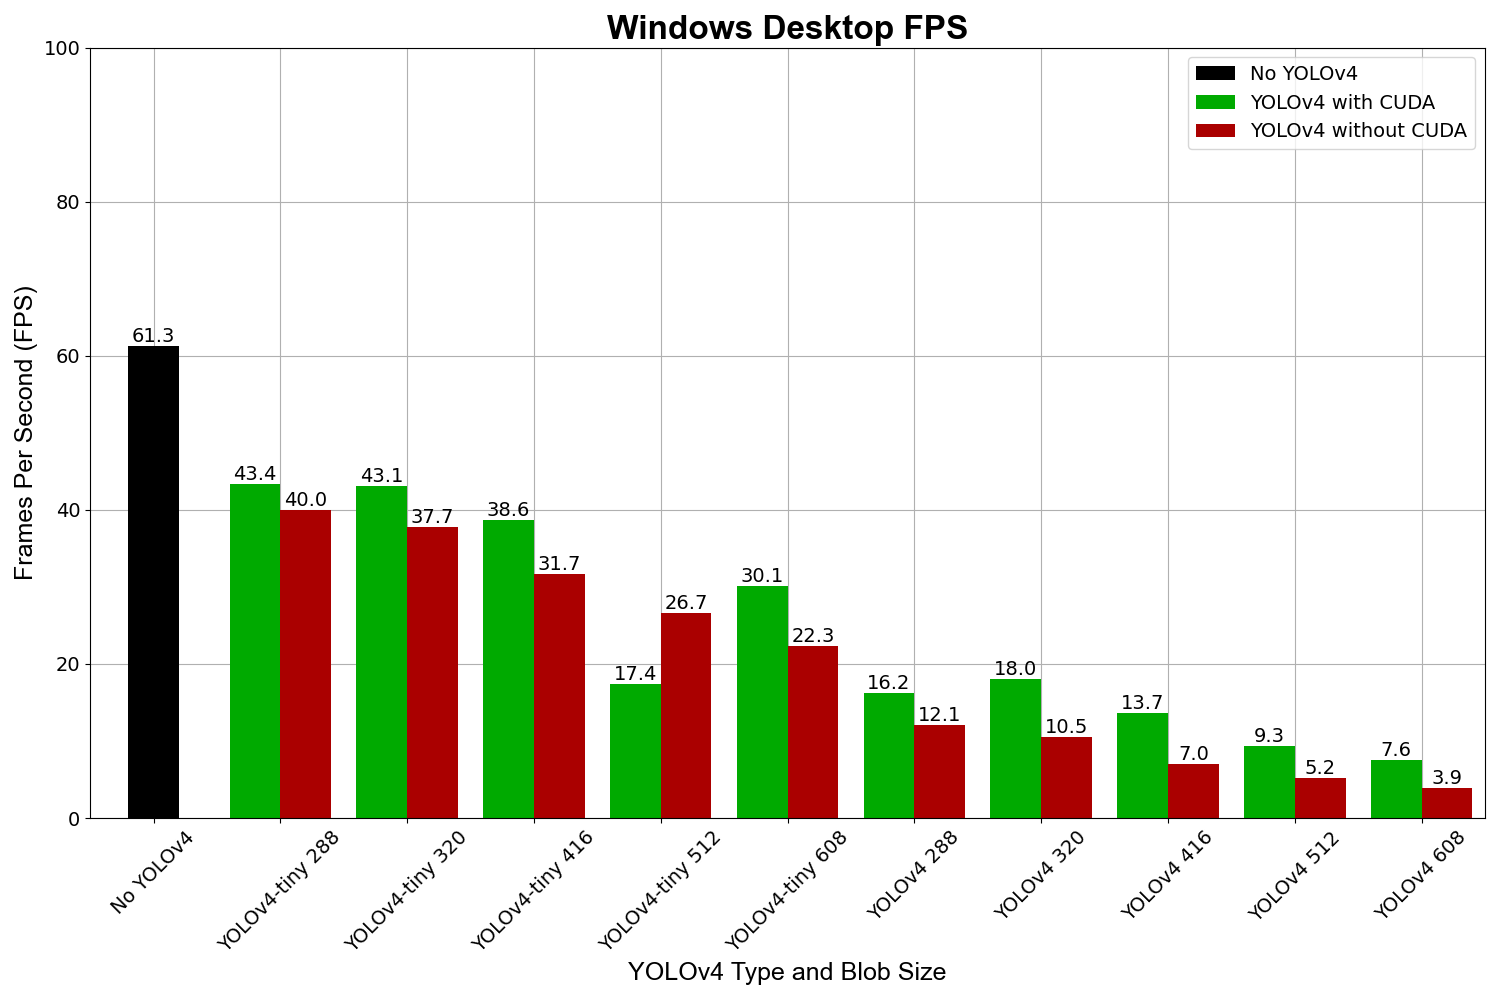 Windows Desktop FPS
No YOLOv4
YOLOv4 with CUDA
YOLOv4 without CUDA
Frames Per Second (FPS)
100
80
60
40
20
0
61.3
43.4
40.0
43.1
37.7
38.6
31.7
17.4
26.7
30.1
22.3
16.2
12.1
18.0
10.5
13.7
7.0
9.3
5.2
7.6
3.9
No YOLOv4
YOLOv4-tiny 288
YOLOv4-tiny 320
YOLOv4-tiny 416
YOLOv4-tiny 512
YOLOv4-tiny 608
YOLOv4 288
YOLOv4 320
YOLOv4 416
YOLOv4 512
YOLOv4 608
YOLOv4 Type and Blob Size